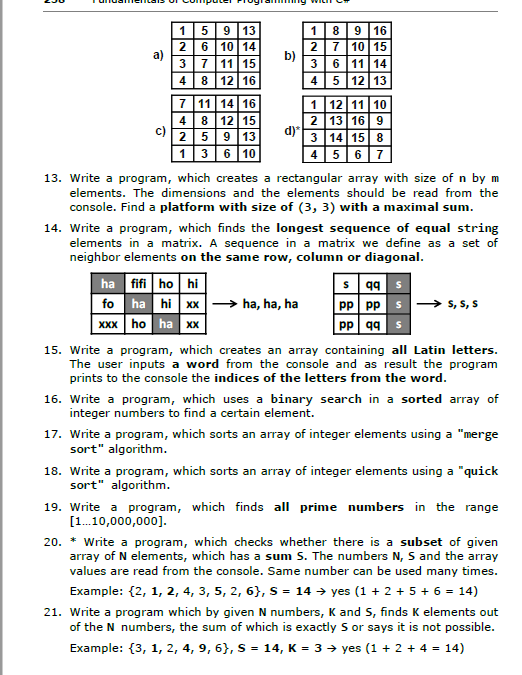 238 Fundamentals of Computer Programming with C#
a)
1 5 9 13
2 6 10 14
3 7 11 15
4 8 12 16
b)
1 8 9 16
2 7 10 15
3 6 11 14
4 5 12 13
c)
7 11 14 16
4 8 12 15
2 5 9 13
1 3 6 10
d)*
1 12 11 10
2 13 16 9
3 14 15 8
4 5 6 7
13. Write a program, which creates a rectangular array with size of n by m
elements. The dimensions and the elements should be read from the
console. Find a platform with size of (3, 3) with a maximal sum.
14. Write a program, which finds the longest sequence of equal string
elements in a matrix. A sequence in a matrix we define as a set of
neighbor elements on the same row, column or diagonal.
ha fifi ho hi
fo ha hi xx → ha, ha, ha
xxx ho ha xx
s qq s
pp pp s → s, s, s
pp qq s
15. Write a program, which creates an array containing all Latin letters.
The user inputs a word from the console and as result the program
prints to the console the indices of the letters from the word.
16. Write a program, which uses a binary search in a sorted array of
integer numbers to find a certain element.
17. Write a program, which sorts an array of integer elements using a "merge
sort" algorithm.
18. Write a program, which sorts an array of integer elements using a "quick
sort" algorithm.
19. Write a program, which finds all prime numbers in the range
[1…10,000,000].
20. * Write a program, which checks whether there is a subset of given
array of N elements, which has a sum S. The numbers N, S and the array
values are read from the console. Same number can be used many times.
Example: {2, 1, 2, 4, 3, 5, 2, 6}, S = 14 → yes (1 + 2 + 5 + 6 = 14)
21. Write a program which by given N numbers, K and S, finds K elements out
of the N numbers, the sum of which is exactly S or says it is not possible.
Example: {3, 1, 2, 4, 9, 6}, S = 14, K = 3 → yes (1 + 2 + 4 = 14)